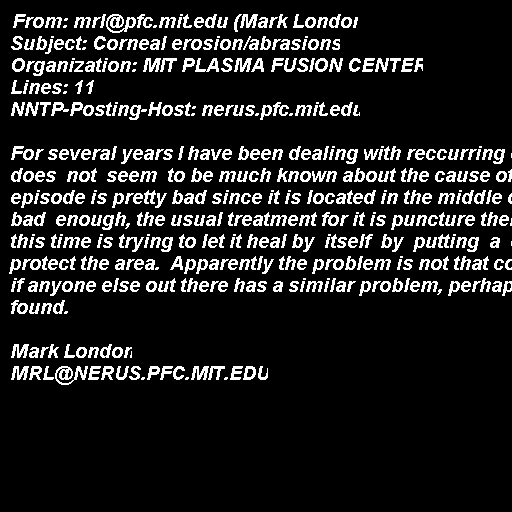 From: mrl@pfc.mit.edu (Mark London
Subject: Corneal erosion/abrasions
Organization: MIT PLASMA FUSION CENTER
Lines: 11
NNTP-Posting-Host: nerus.pfc.mit.edu

For several years I have been dealing with reccurring
does not seem to be much known about the cause of
episode is pretty bad since it is located in the middle
bad enough, the usual treatment for it is puncture the
this time is trying to let it heal by itself by putting a
protect the area. Apparently the problem is not that
if anyone else out there has a similar problem,
found.

Mark London
MRL@NERUS.PFC.MIT.EDU